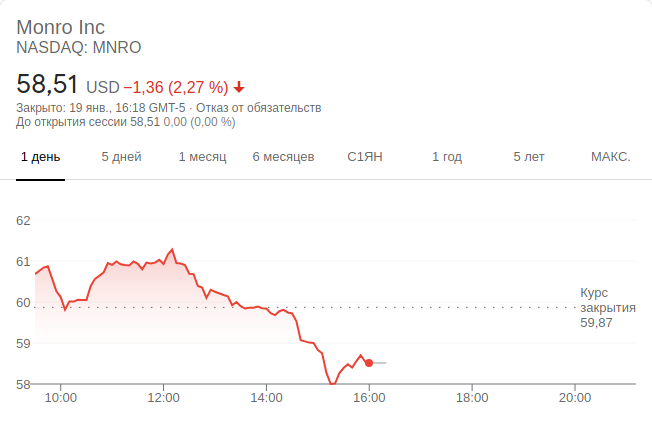 Monro Inc
NASDAQ: MNRO
58,51 USD −1,36 (2,27 %)
Закрыто: 19 янв., 16:18 GMT-5 · Отказ от обязательств
До открытия сессии 58,51 0,00 (0,00 %)
1 день 5 дней 1 месяц 6 месяцев С1ЯН 1 год 5 лет МАКС.
62
61
60
59
58
Курс
закрытия
59,87
10:00 12:00 14:00 16:00 18:00 20:00